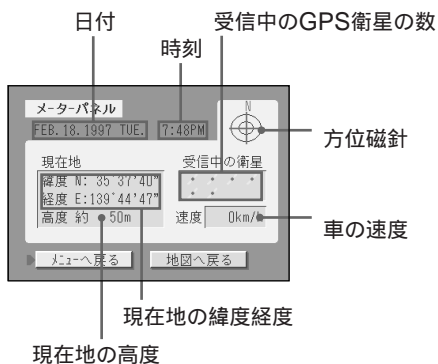 日付
受信中のGPS衛星の数
時刻
メーターパネル
FEB.18.1997 TUE.
7:48PM
N
方位磁針
現在地
受信中の衛星
緯度 N: 35°37'40"
経度 E:139°44'47"
高度 約 50m
速度 0km/h
車の速度
メニューへ戻る
地図へ戻る
現在地の緯度経度
現在地の高度